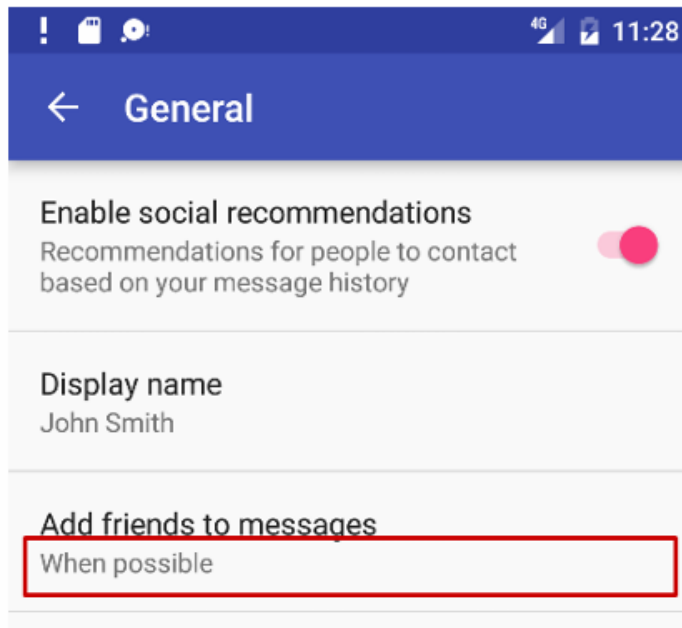 4G 11:28
General
Enable social recommendations
Recommendations for people to contact
based on your message history
Display name
John Smith
Add friends to messages
When possible